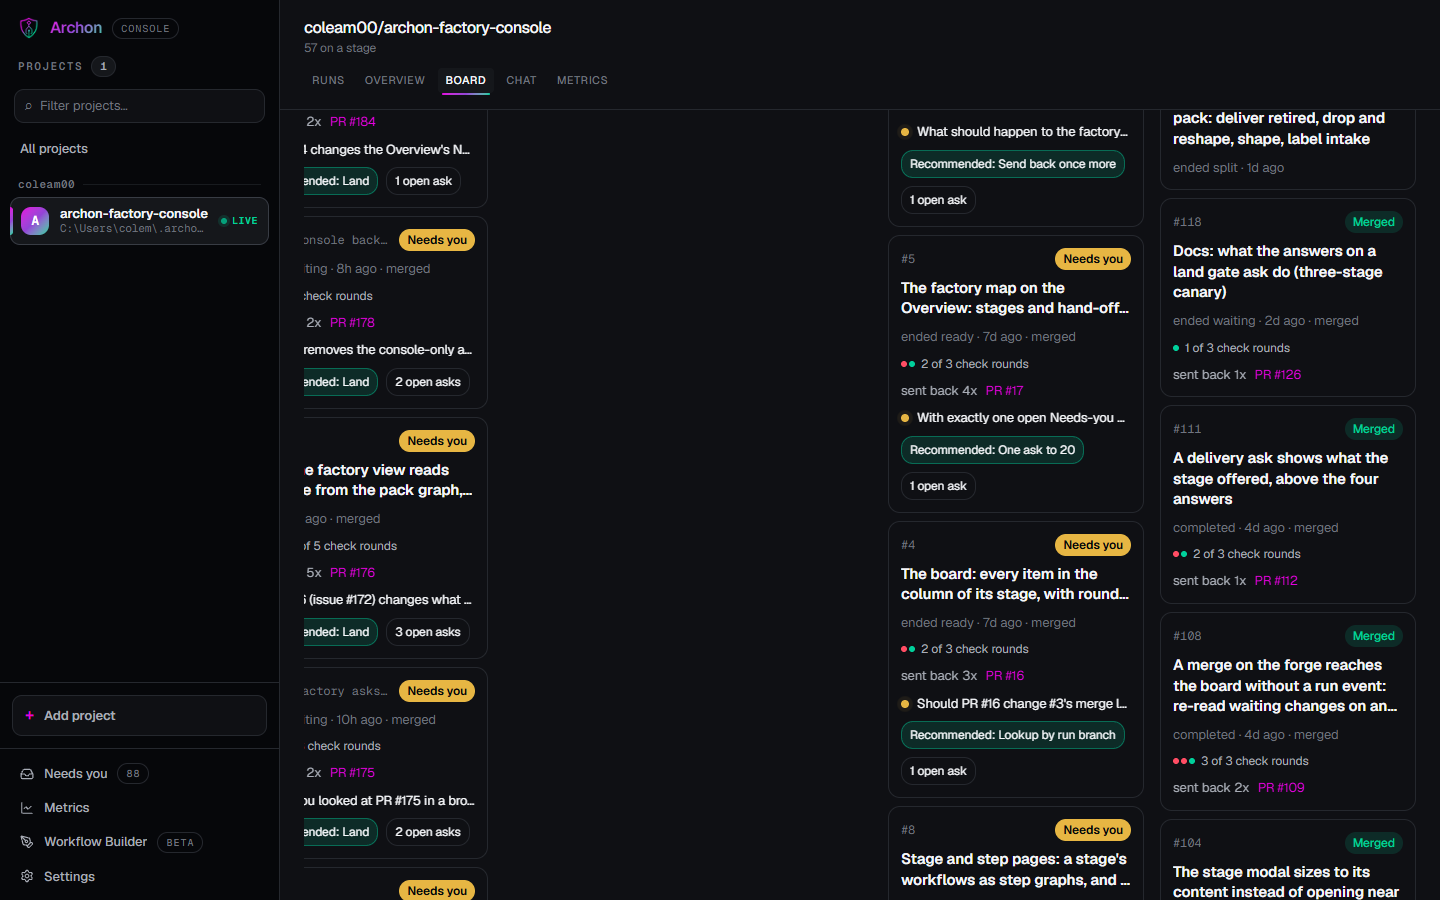 Archon
CONSOLE
PROJECTS 1
Filter projects…
All projects
coleam00
A
archon-factory-console
LIVE
C:\Users\colem\.archo…
+ Add project
Needs you 88
Metrics
Workflow Builder BETA
Settings
coleam00/archon-factory-console
57 on a stage
RUNS OVERVIEW BOARD CHAT METRICS
2x PR #184
changes the Overview's N…
ended: Land
1 open ask
onsole back…
Needs you
iting · 8h ago · merged
check rounds
2x PR #178
removes the console-only a…
ended: Land
2 open asks
Needs you
e factory view reads
e from the pack graph,…
ago · merged
of 5 check rounds
5x PR #176
(issue #172) changes what …
ended: Land
3 open asks
actory asks…
Needs you
iting · 10h ago · merged
check rounds
2x PR #175
ou looked at PR #175 in a bro…
ended: Land
2 open asks
Needs you
What should happen to the factory…
Recommended: Send back once more
1 open ask
#5
Needs you
The factory map on the
Overview: stages and hand-off…
ended ready · 7d ago · merged
2 of 3 check rounds
sent back 4x PR #17
With exactly one open Needs-you …
Recommended: One ask to 20
1 open ask
#4
Needs you
The board: every item in the
column of its stage, with round…
ended ready · 7d ago · merged
2 of 3 check rounds
sent back 3x PR #16
Should PR #16 change #3's merge l…
Recommended: Lookup by run branch
1 open ask
#8
Needs you
Stage and step pages: a stage's
workflows as step graphs, and …
pack: deliver retired, drop and
reshape, shape, label intake
ended split · 1d ago
#118
Merged
Docs: what the answers on a
land gate ask do (three-stage
canary)
ended waiting · 2d ago · merged
1 of 3 check rounds
sent back 1x PR #126
#111
Merged
A delivery ask shows what the
stage offered, above the four
answers
completed · 4d ago · merged
2 of 3 check rounds
sent back 1x PR #112
#108
Merged
A merge on the forge reaches
the board without a run event:
re-read waiting changes on an…
completed · 4d ago · merged
3 of 3 check rounds
sent back 2x PR #109
#104
Merged
The stage modal sizes to its
content instead of opening near